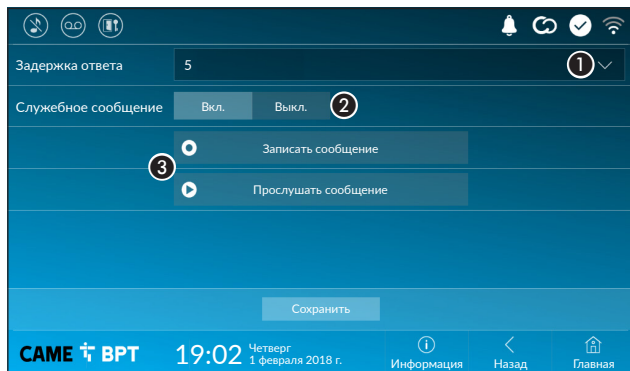 Задержка ответа 5 1
Служебное сообщение Вкл. Выкл. 2
3
Записать сообщение
Прослушать сообщение
Сохранить
CAME BPT 19:02 Четверг
1 февраля 2018 г.
Информация Назад Главная